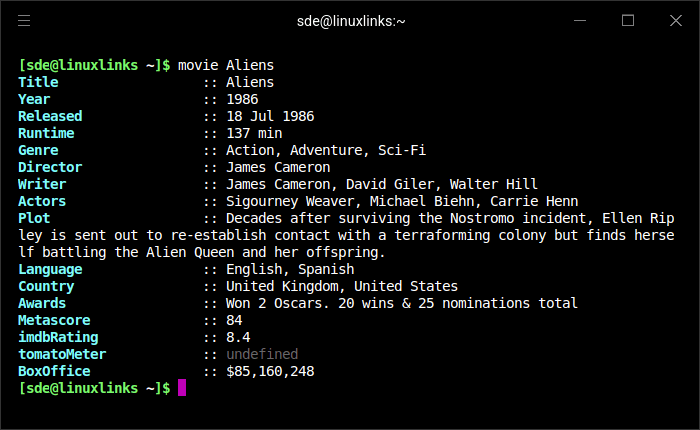 sde@linuxlinks:~
[sde@linuxlinks ~]$ movie Aliens
Title :: Aliens
Year :: 1986
Released :: 18 Jul 1986
Runtime :: 137 min
Genre :: Action, Adventure, Sci-Fi
Director :: James Cameron
Writer :: James Cameron, David Giler, Walter Hill
Actors :: Sigourney Weaver, Michael Biehn, Carrie Henn
Plot :: Decades after surviving the Nostromo incident, Ellen Rip
ley is sent out to re-establish contact with a terraforming colony but finds herse
lf battling the Alien Queen and her offspring.
Language :: English, Spanish
Country :: United Kingdom, United States
Awards :: Won 2 Oscars. 20 wins & 25 nominations total
Metascore :: 84
imdbRating :: 8.4
tomatoMeter :: undefined
BoxOffice :: $85,160,248
[sde@linuxlinks ~]$